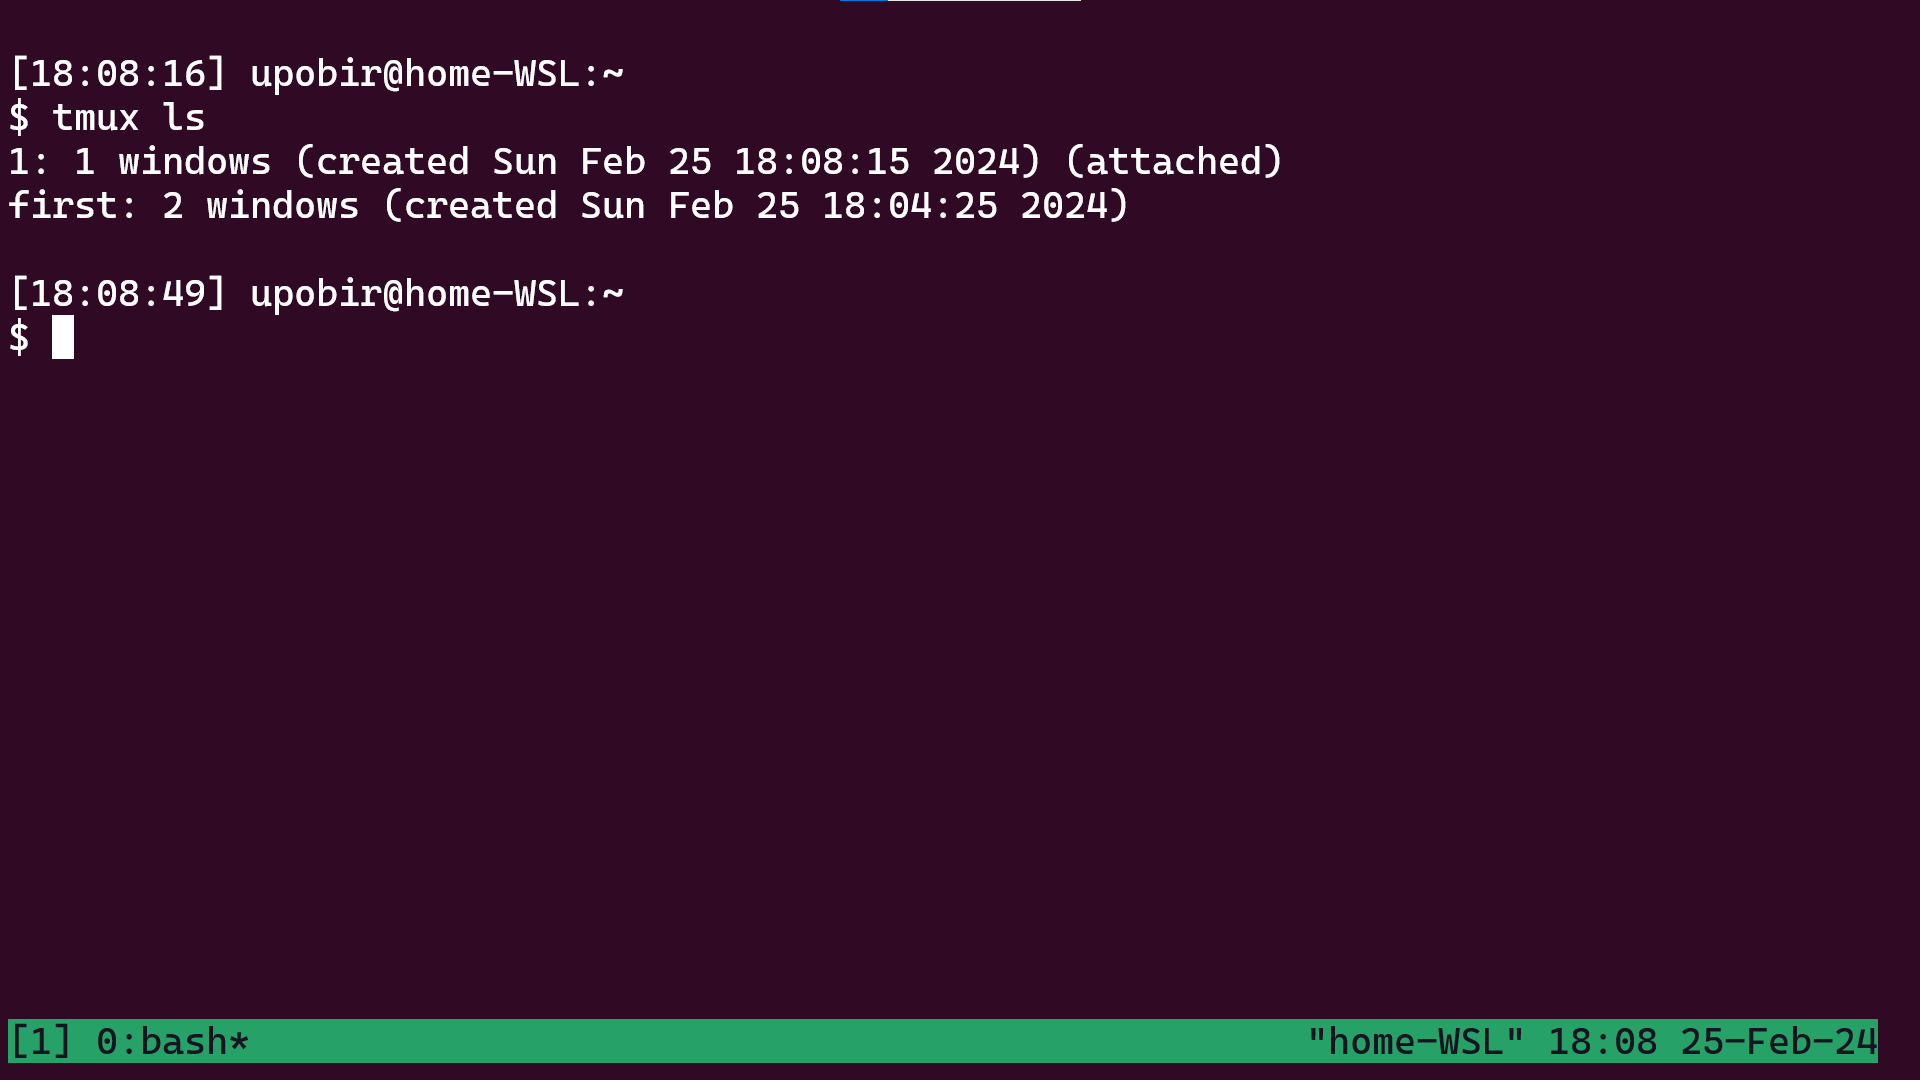 [18:08:16] upobir@home-WSL:~
$ tmux ls
1: 1 windows (created Sun Feb 25 18:08:15 2024) (attached)
first: 2 windows (created Sun Feb 25 18:04:25 2024)
[18:08:49] upobir@home-WSL:~
$
[1] 0:bash* "home-WSL" 18:08 25-Feb-24